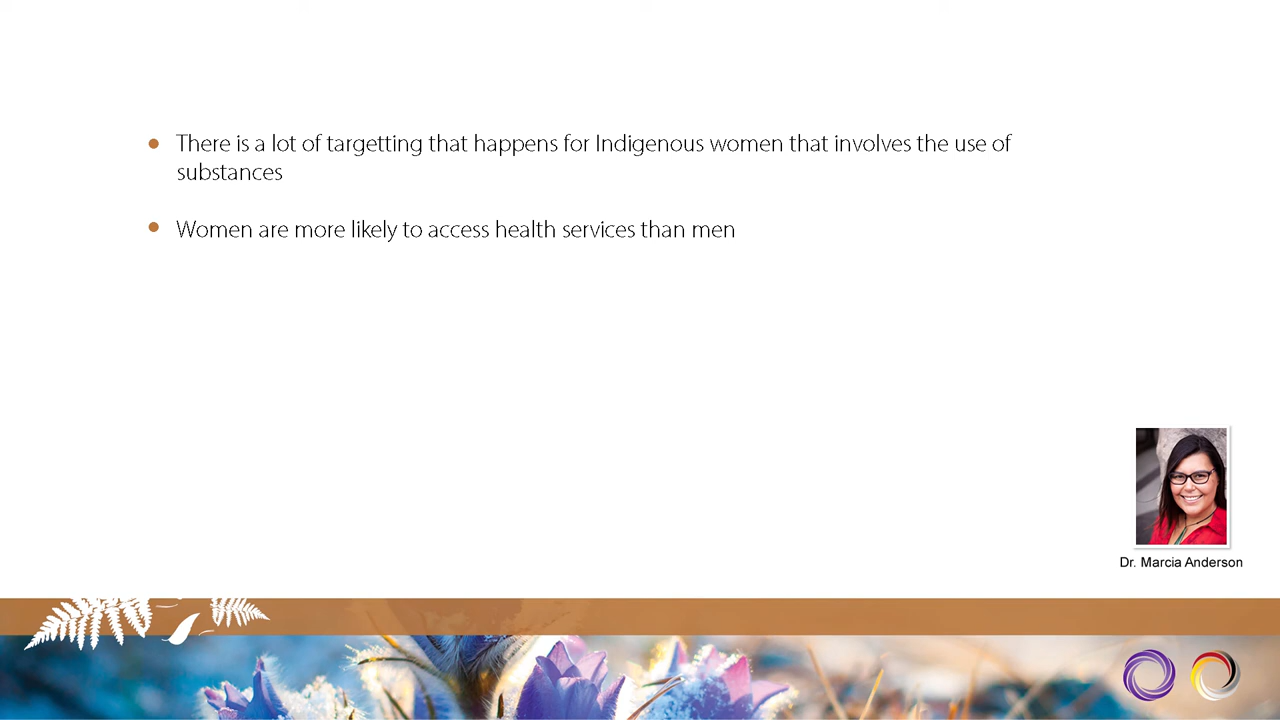 There is a lot of targetting that happens for Indigenous women that involves the use of
substances
Women are more likely to access health services than men
Dr. Marcia Anderson